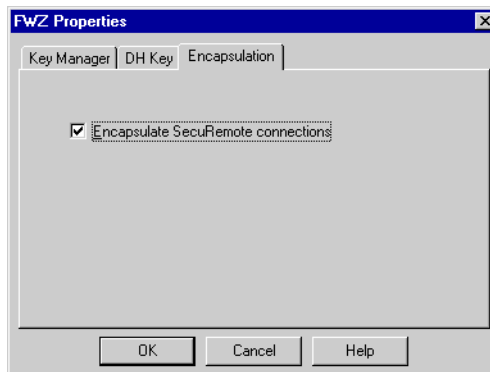 FWZ Properties
Key Manager DH Key Encapsulation
Encapsulate SecuRemote connections
OK Cancel Help